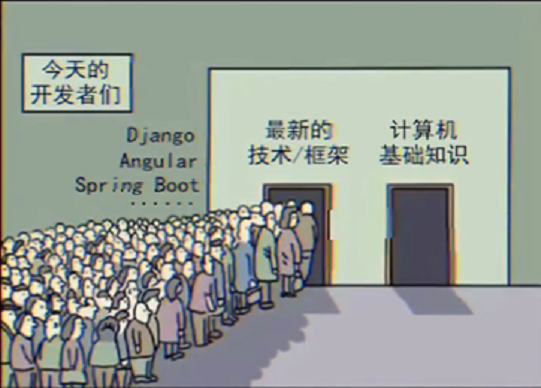 今天的
开发者们
Django
Angular
Spring Boot
......
最新的
技术/框架
计算机
基础知识